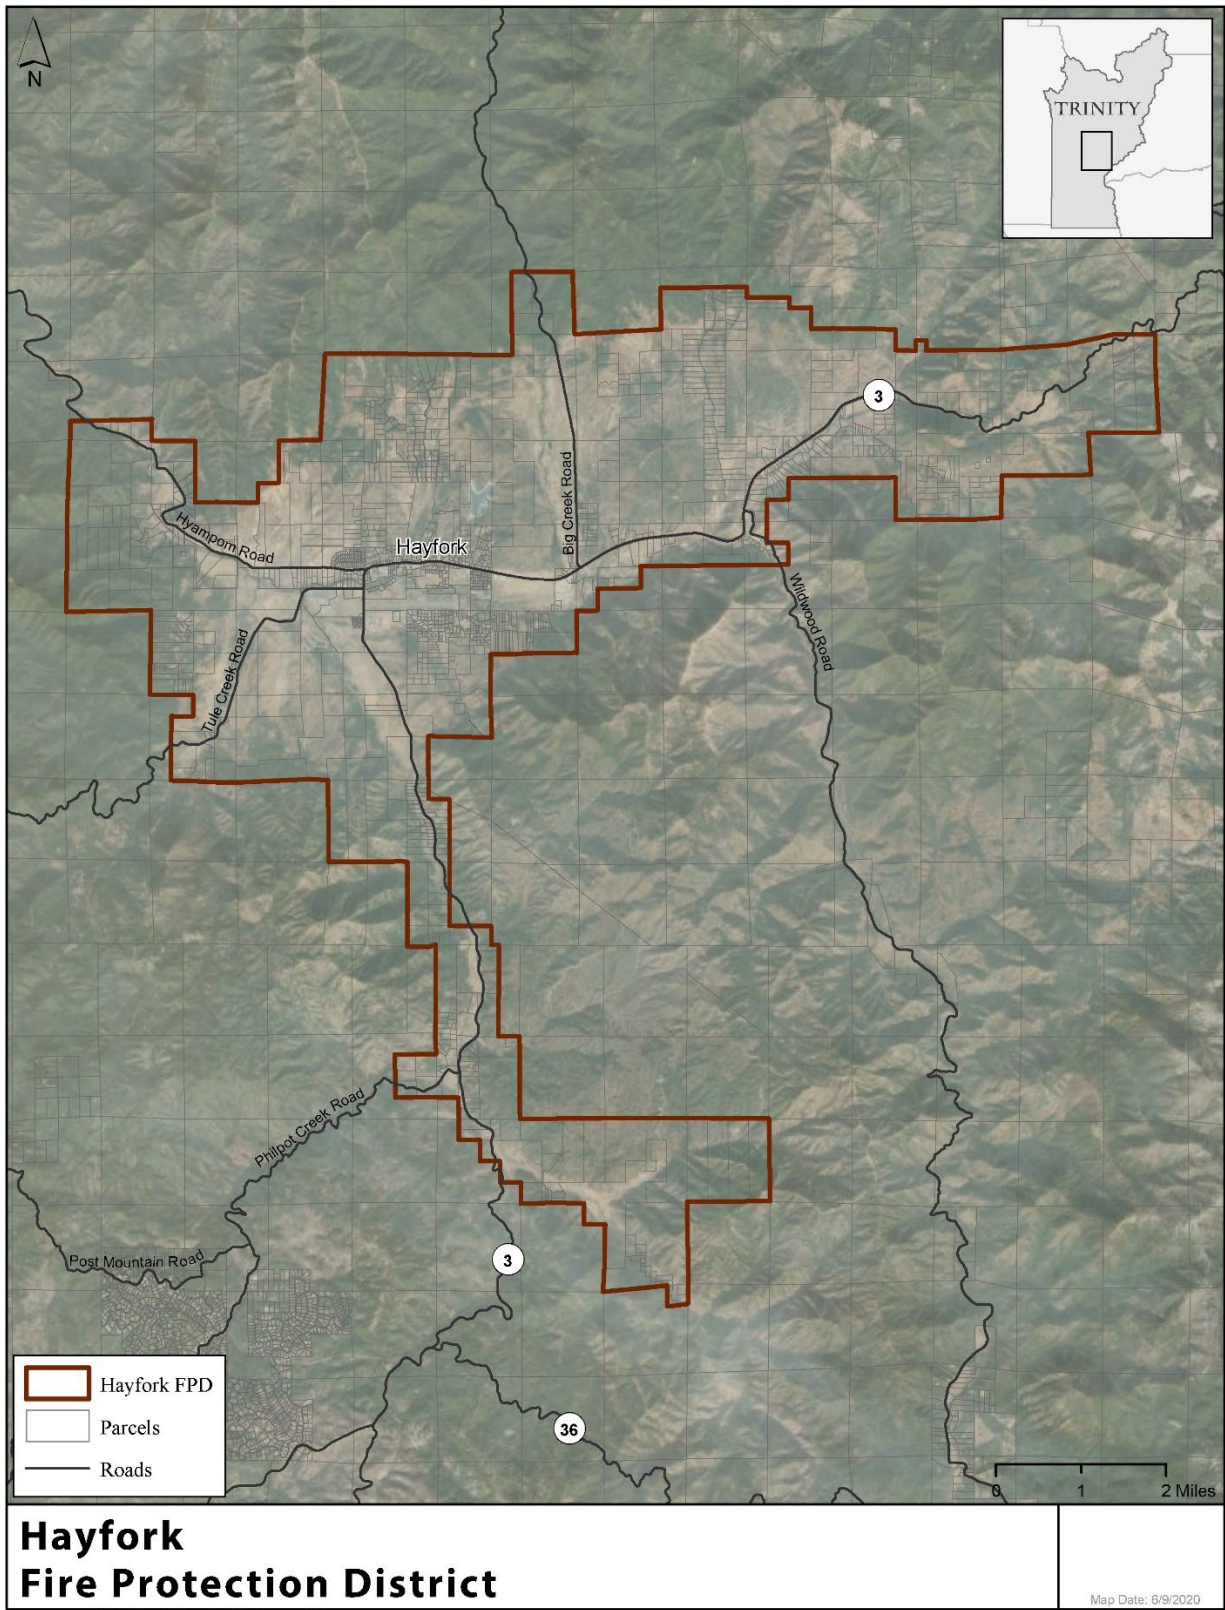 N
TRINITY
3
Big Creek Road
Hyampom Road
Hayfork
Wildwood Road
Tule Creek Road
Philpot Creek Road
Post Mountain Road
3
36
Hayfork FPD
Parcels
Roads
0 1 2 Miles
Hayfork
Fire Protection District
Map Date: 6/9/2020